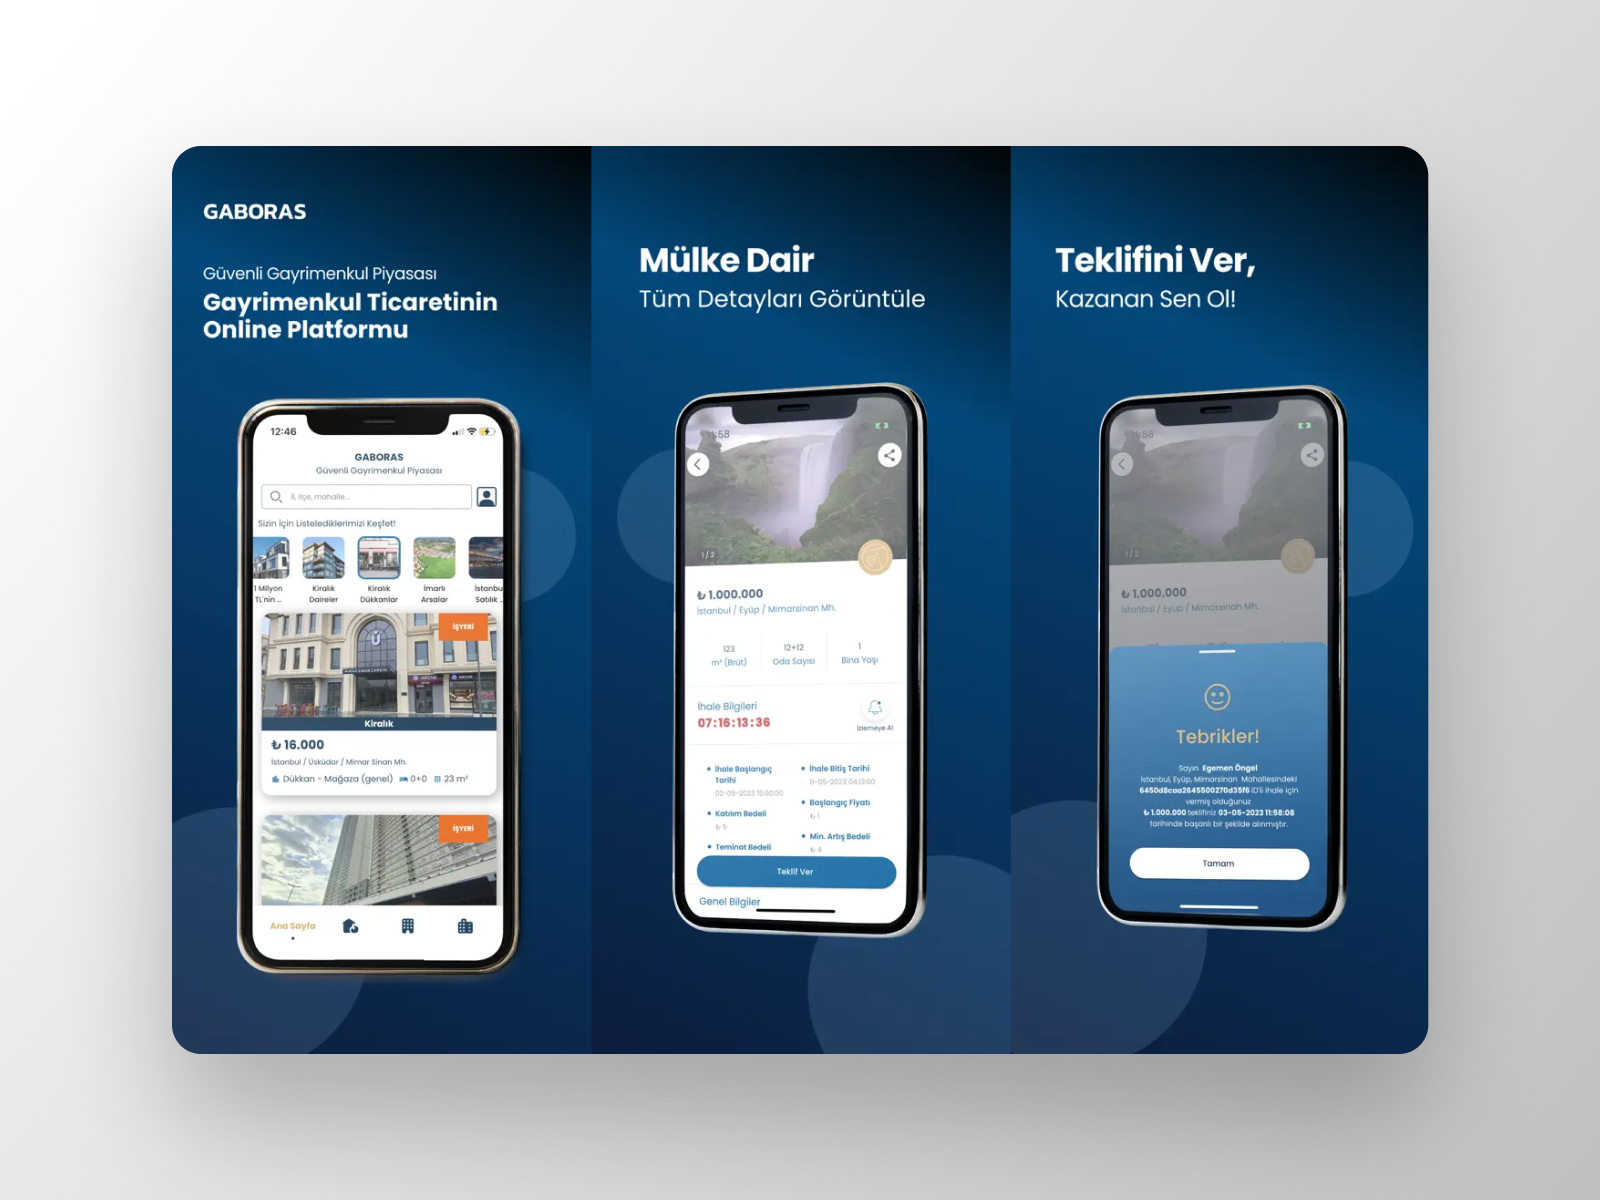 GABORAS
Güvenli Gayrimenkul Piyasası
Gayrimenkul Ticaretinin
Online Platformu
12:46
GABORAS
Güvenli Gayrimenkul Piyasası
İl, ilçe, mahalle...
Sizin İçin Listelediklerimizi Keşfet!
1 Milyon
TL'nin ...
Kiralık
Daireler
Kiralık
Dükkanlar
İmarlı
Arsalar
İstanbu
Satılık ..
İŞYERİ
Kiralık
₺ 16.000
İstanbul / Üsküdar / Mimar Sinan Mh.
Dükkan - Mağaza (genel) 0+0 23 m²
İŞYERİ
Ana Sayfa
Mülke Dair
Tüm Detayları Görüntüle
11:58
1 / 2
₺ 1.000.000
İstanbul / Eyüp / Mimarsinan Mh.
123
m² (Brüt)
12+12
Oda Sayısı
1
Bina Yaşı
İhale Bilgileri
07:16:13:36
İzlemeye Al
İhale Başlangıç
Tarihi
02-05-2023 16:00:00
Katılım Bedeli
₺ 5
Teminat Bedeli
İhale Bitiş Tarihi
11-05-2023 04:12:00
Başlangıç Fiyatı
₺ 1
Min. Artış Bedeli
₺ 4
Teklif Ver
Genel Bilgiler
Teklifini Ver,
Kazanan Sen Ol!
11:58
1 / 2
₺ 1.000.000
İstanbul / Eyüp / Mimarsinan Mh.
Tebrikler!
Sayın Egemen Öngel
İstanbul, Eyüp, Mimarsinan Mahallesindeki
6450d8caa2645500270d35f6 ID'li ihale için
vermiş olduğunuz
₺ 1.000.000 teklifiniz 03-05-2023 11:58:08
tarihinde başarılı bir şekilde alınmıştır.
Tamam